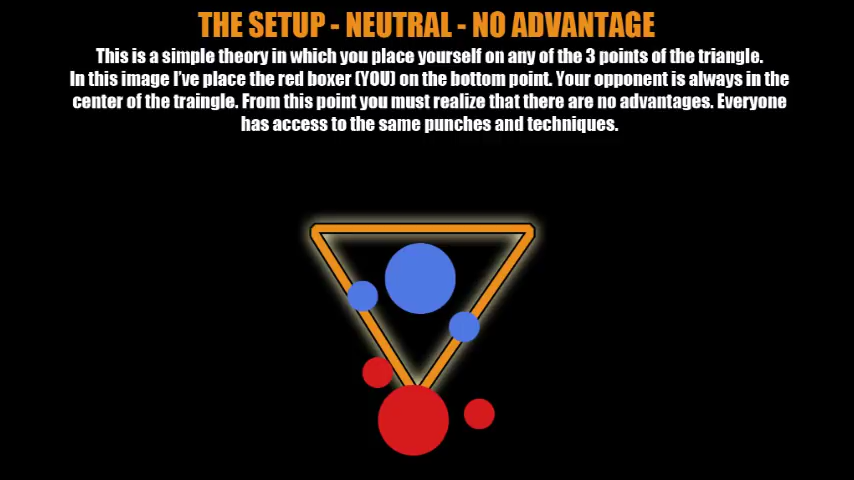 THE SETUP - NEUTRAL - NO ADVANTAGE
This is a simple theory in which you place yourself on any of the 3 points of the triangle.
In this image I've place the red boxer (YOU) on the bottom point. Your opponent is always in the
center of the traingle. From this point you must realize that there are no advantages. Everyone
has access to the same punches and techniques.